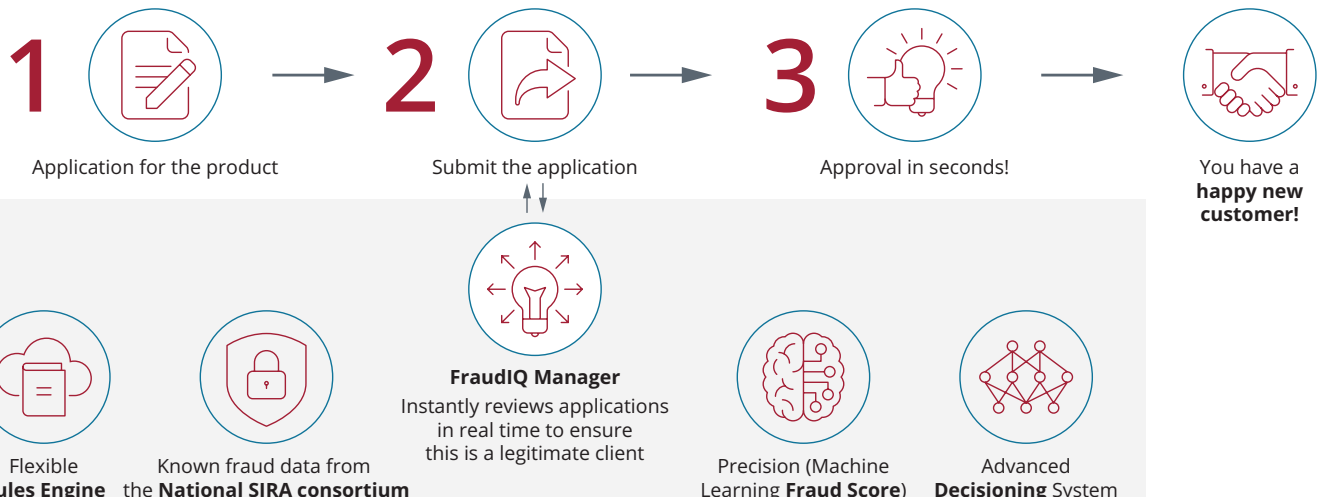 1
Application for the product
2
Submit the application
3
Approval in seconds!
You have a
happy new
customer!
FraudIQ Manager
Instantly reviews applications
in real time to ensure
this is a legitimate client
Flexible
Engine
Known fraud data from
the National SIRA consortium
Precision (Machine
Learning Fraud Score)
Advanced
Decisioning System